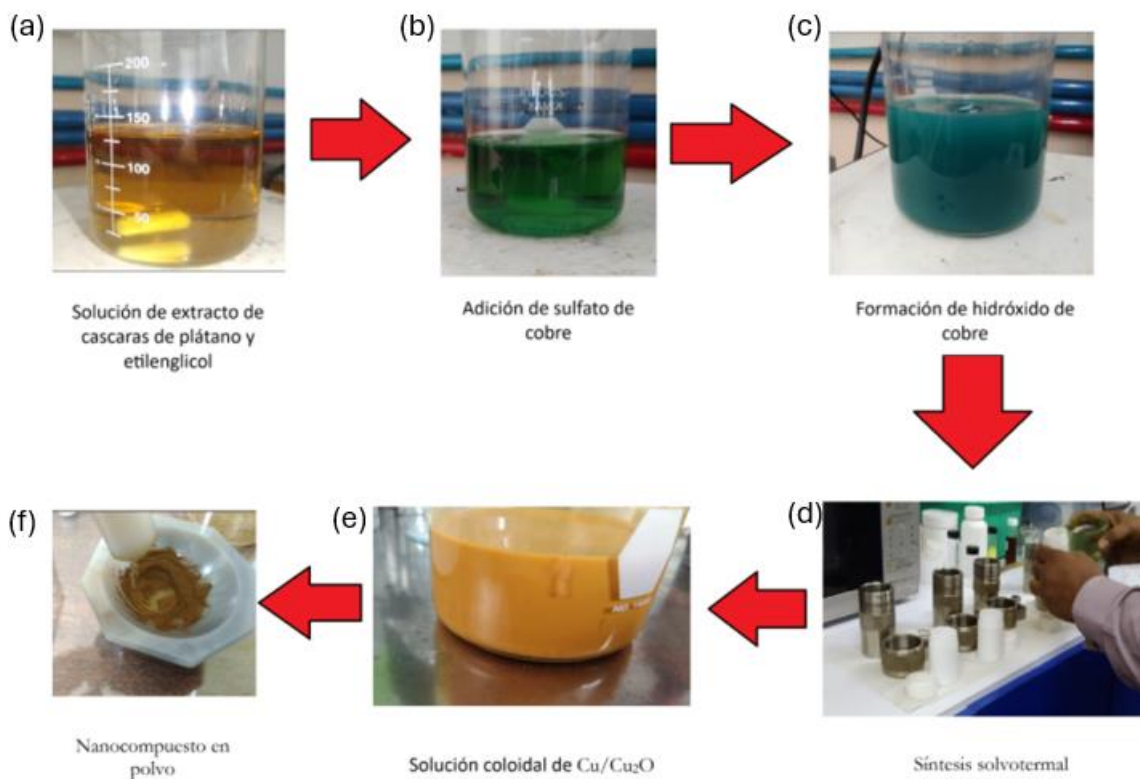 (a)
(b)
(c)
200
150
100
50
Solución de extracto de
cascaras de plátano y
etilenglicol
Adición de sulfato de
cobre
Formación de hidróxido de
cobre
(f)
(e)
(d)
Nanocompuesto en
polvo
Solución coloidal de Cu/Cu₂O
Síntesis solvotermal